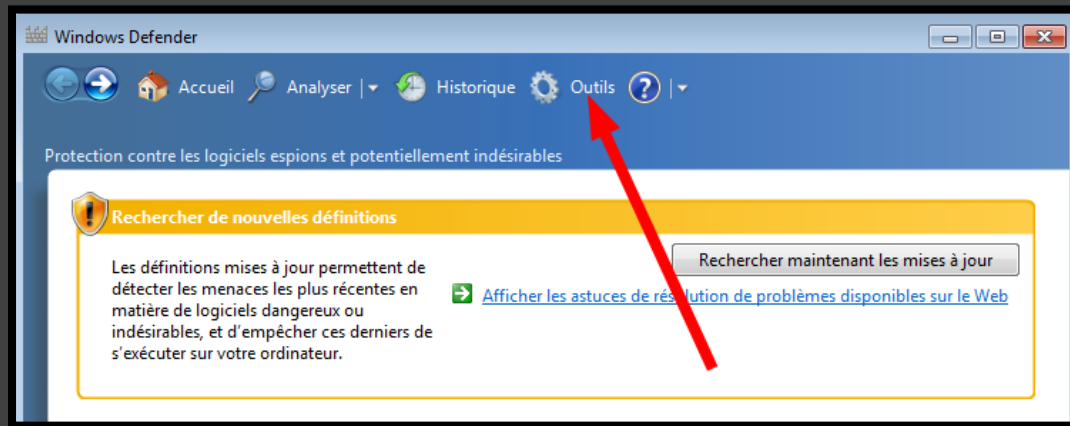 Windows Defender
Accueil Analyser Historique Outils ?
Protection contre les logiciels espions et potentiellement indésirables
Rechercher de nouvelles définitions
Les définitions mises à jour permettent de
détecter les menaces les plus récentes en
matière de logiciels dangereux ou
indésirables, et d'empêcher ces derniers de
s'exécuter sur votre ordinateur.
Rechercher maintenant les mises à jour
Afficher les astuces de résolution de problèmes disponibles sur le Web